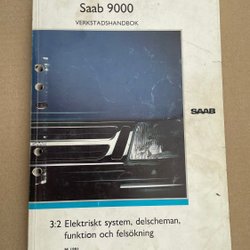 Saab 9000
VERKSTADSHANDBOK
SAAB
3:2 Elektriskt system, delscheman,
funktion och felsökning